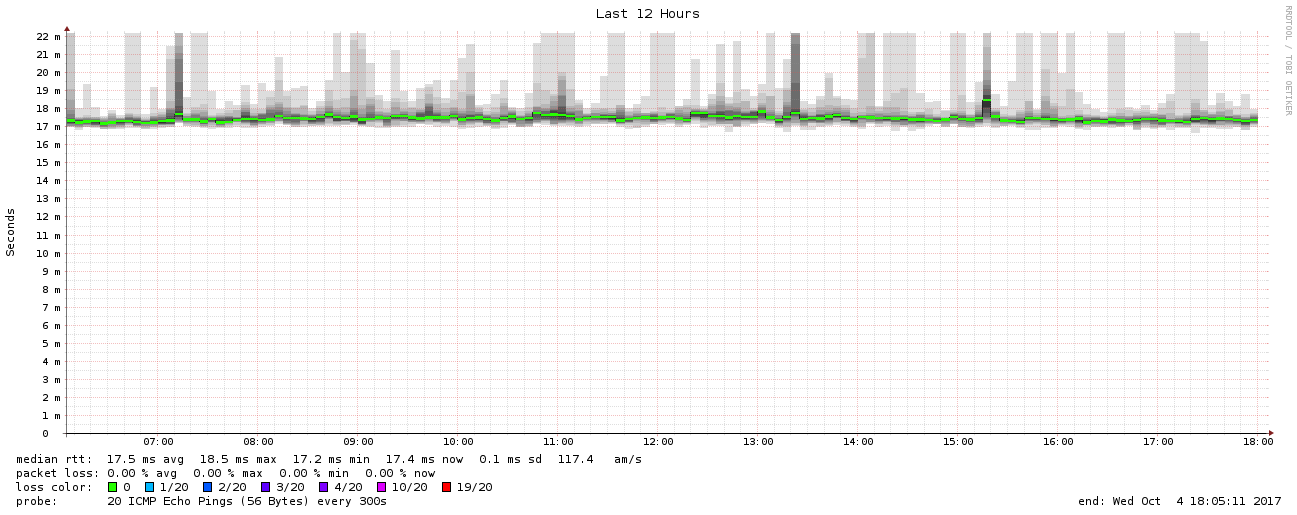 Last 12 Hours
RRDTOOL / TOBI OETIKER
Seconds
22 m
21 m
20 m
19 m
18 m
17 m
16 m
15 m
14 m
13 m
12 m
11 m
10 m
9 m
8 m
7 m
6 m
5 m
4 m
3 m
2 m
1 m
0
07:00 08:00 09:00 10:00 11:00 12:00 13:00 14:00 15:00 16:00 17:00 18:00
median rtt: 17.5 ms avg 18.5 ms max 17.2 ms min 17.4 ms now 0.1 ms sd 117.4 am/s
packet loss: 0.00 % avg 0.00 % max 0.00 % min 0.00 % now
loss color: 0 1/20 2/20 3/20 4/20 10/20 19/20
probe: 20 ICMP Echo Pings (56 Bytes) every 300s end: Wed Oct 4 18:05:11 2017